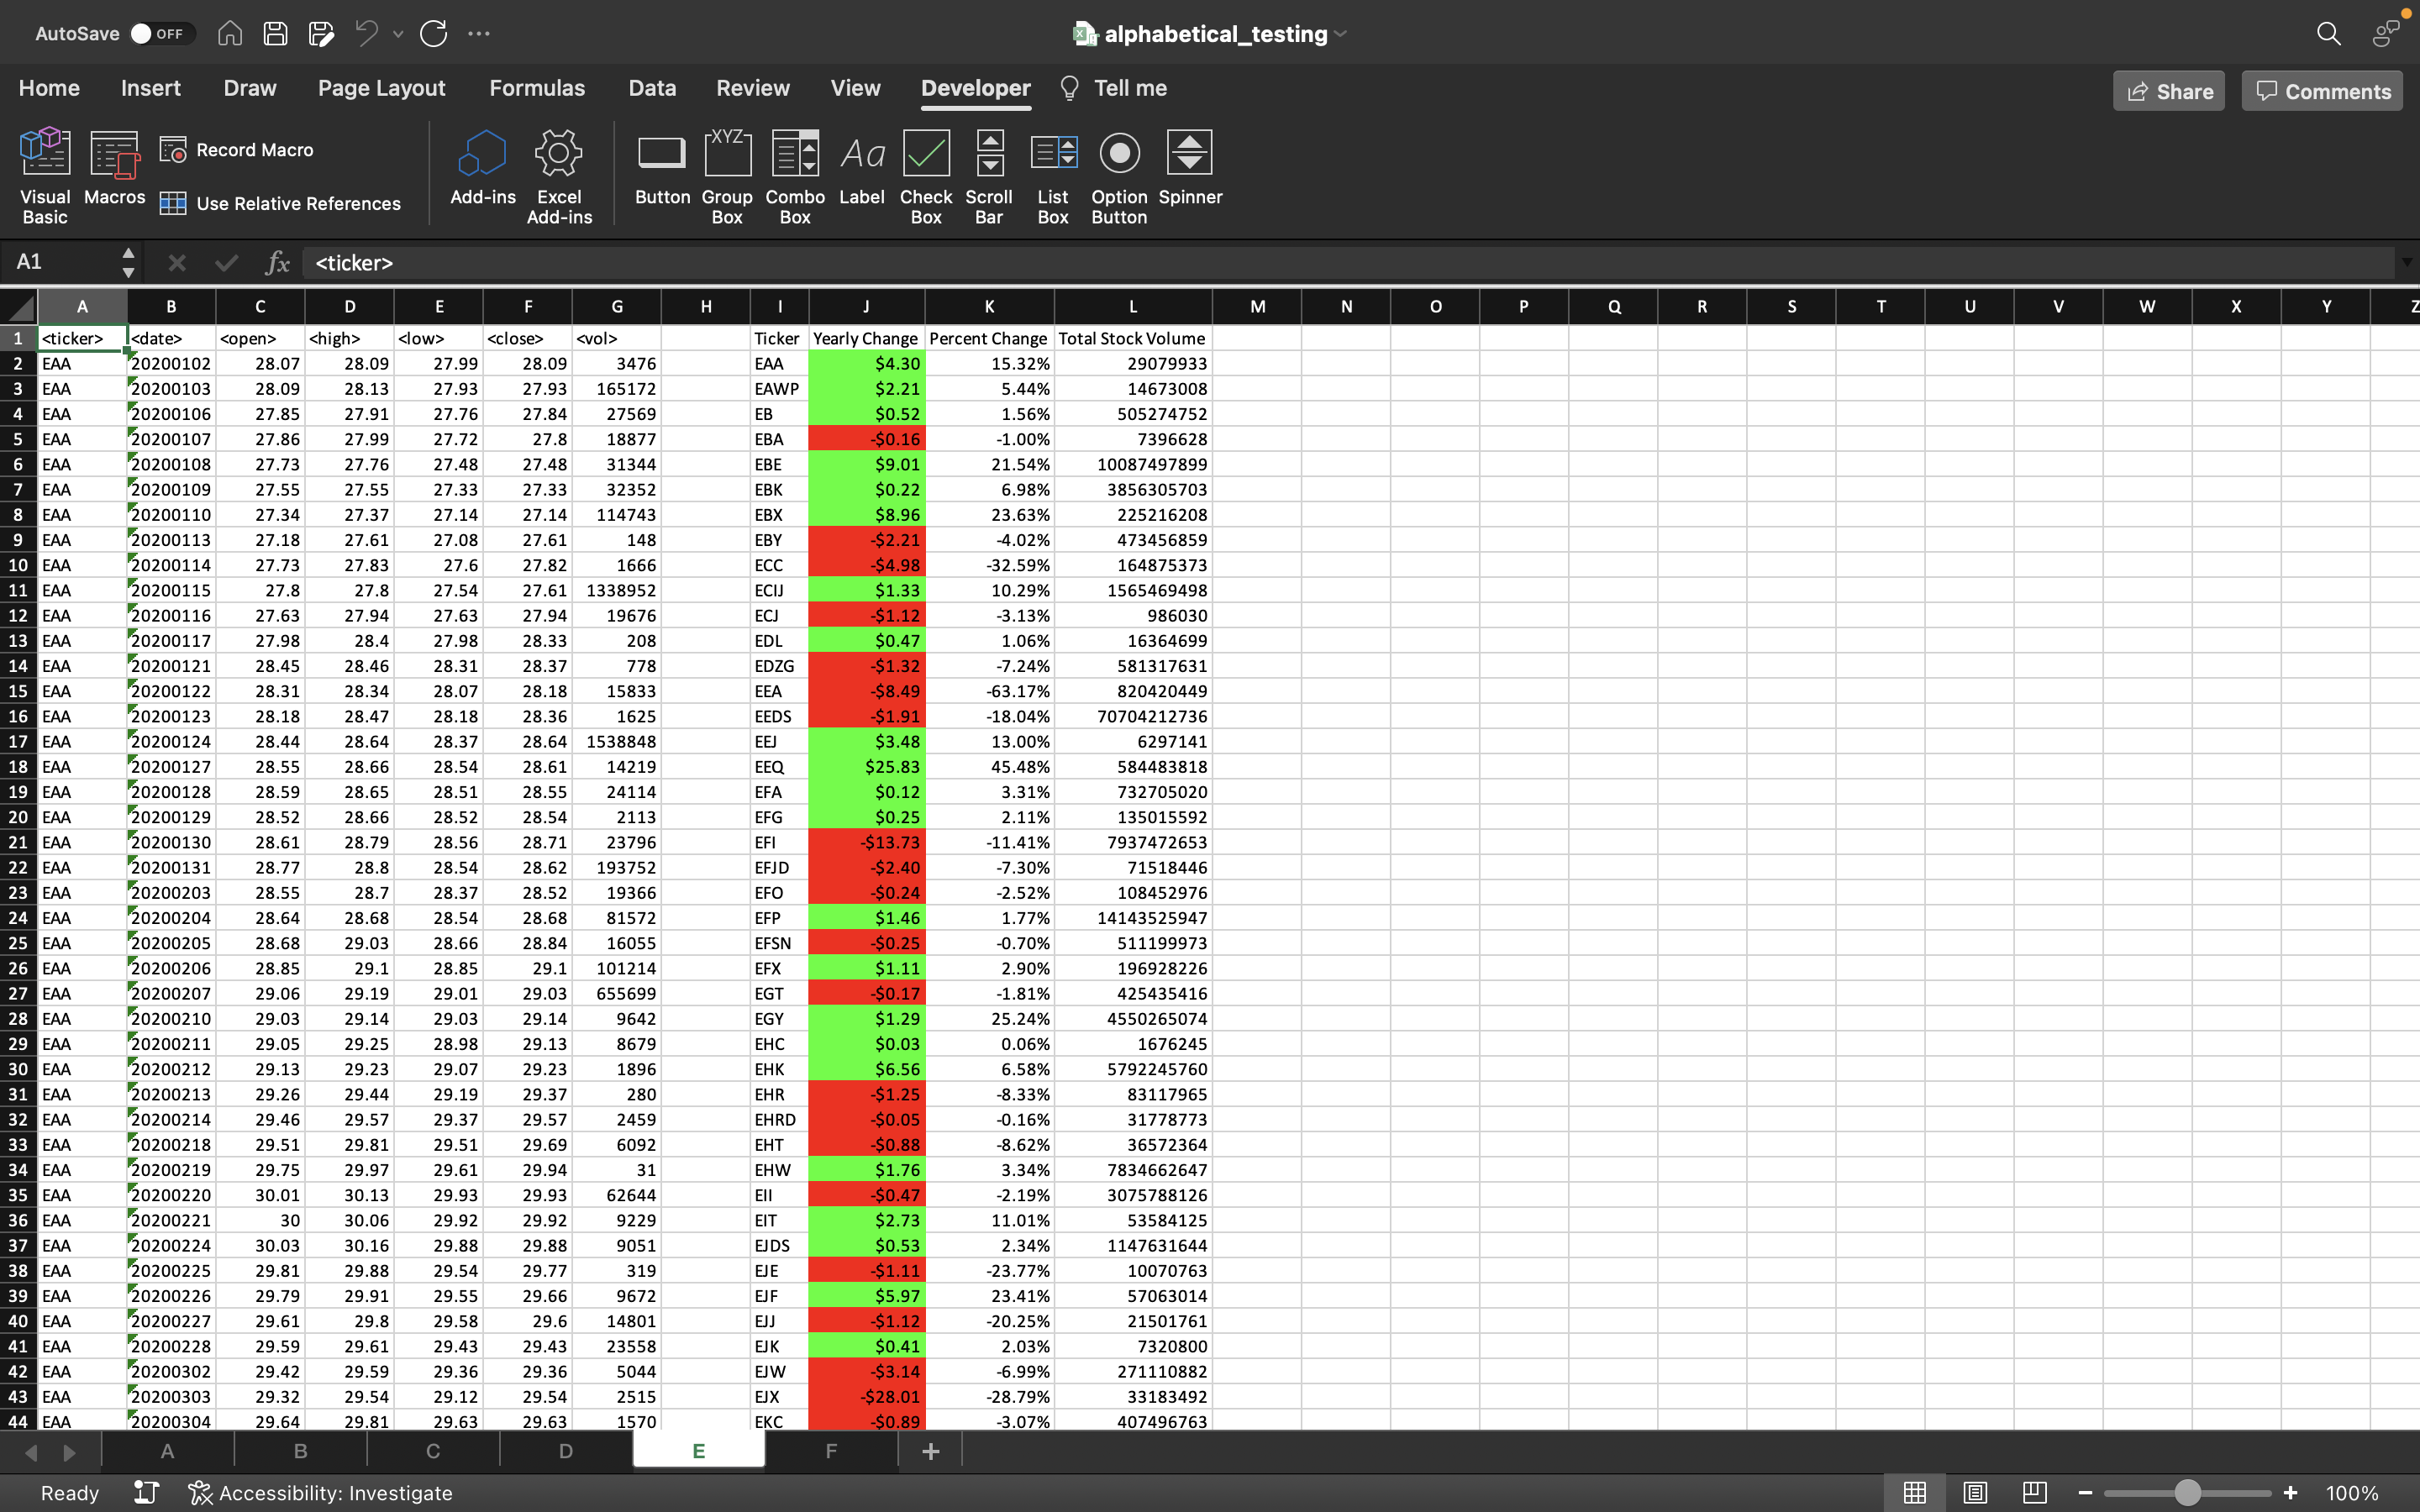 AutoSave OFF alphabetical_testing
Home Insert Draw Page Layout Formulas Data Review View Developer Tell me Share Comments
Visual Basic Macros Record Macro Use Relative References Add-ins Excel Add-ins Button Group Box Combo Box Label Check Box Scroll Bar List Box Option Button Spinner
A1 fx <ticker>
A B C D E F G H I J K L M N O P Q R S T U V W X Y Z
1 <ticker> <date> <open> <high> <low> <close> <vol> Ticker Yearly Change Percent Change Total Stock Volume
2 EAA 20200102 28.07 28.09 27.99 28.09 3476 EAA $4.30 15.32% 29079933
3 EAA 20200103 28.09 28.13 27.93 27.93 165172 EAWP $2.21 5.44% 14673008
4 EAA 20200106 27.85 27.91 27.76 27.84 27569 EB $0.52 1.56% 505274752
5 EAA 20200107 27.86 27.99 27.72 27.8 18877 EBA -$0.16 -1.00% 7396628
6 EAA 20200108 27.73 27.76 27.48 27.48 31344 EBE $9.01 21.54% 10087497899
7 EAA 20200109 27.55 27.55 27.33 27.33 32352 EBK $0.22 6.98% 3856305703
8 EAA 20200110 27.34 27.37 27.14 27.14 114743 EBX $8.96 23.63% 225216208
9 EAA 20200113 27.18 27.61 27.08 27.61 148 EBY -$2.21 -4.02% 473456859
10 EAA 20200114 27.73 27.83 27.6 27.82 1666 ECC -$4.98 -32.59% 164875373
11 EAA 20200115 27.8 27.8 27.54 27.61 1338952 ECIJ $1.33 10.29% 1565469498
12 EAA 20200116 27.63 27.94 27.63 27.94 19676 ECJ -$1.12 -3.13% 986030
13 EAA 20200117 27.98 28.4 27.98 28.33 208 EDL $0.47 1.06% 16364699
14 EAA 20200121 28.45 28.46 28.31 28.37 778 EDZG -$1.32 -7.24% 581317631
15 EAA 20200122 28.31 28.34 28.07 28.18 15833 EEA -$8.49 -63.17% 820420449
16 EAA 20200123 28.18 28.47 28.18 28.36 1625 EEDS -$1.91 -18.04% 70704212736
17 EAA 20200124 28.44 28.64 28.37 28.64 1538848 EEJ $3.48 13.00% 6297141
18 EAA 20200127 28.55 28.66 28.54 28.61 14219 EEQ $25.83 45.48% 584483818
19 EAA 20200128 28.59 28.65 28.51 28.55 24114 EFA $0.12 3.31% 732705020
20 EAA 20200129 28.52 28.66 28.52 28.54 2113 EFG $0.25 2.11% 135015592
21 EAA 20200130 28.61 28.79 28.56 28.71 23796 EFI -$13.73 -11.41% 7937472653
22 EAA 20200131 28.77 28.8 28.54 28.62 193752 EFJD -$2.40 -7.30% 71518446
23 EAA 20200203 28.55 28.7 28.37 28.52 19366 EFO -$0.24 -2.52% 108452976
24 EAA 20200204 28.64 28.68 28.54 28.68 81572 EFP $1.46 1.77% 14143525947
25 EAA 20200205 28.68 29.03 28.66 28.84 16055 EFSN -$0.25 -0.70% 511199973
26 EAA 20200206 28.85 29.1 28.85 29.1 101214 EFX $1.11 2.90% 196928226
27 EAA 20200207 29.06 29.19 29.01 29.03 655699 EGT -$0.17 -1.81% 425435416
28 EAA 20200210 29.03 29.14 29.03 29.14 9642 EGY $1.29 25.24% 4550265074
29 EAA 20200211 29.05 29.25 28.98 29.13 8679 EHC $0.03 0.06% 1676245
30 EAA 20200212 29.13 29.23 29.07 29.23 1896 EHK $6.56 6.58% 5792245760
31 EAA 20200213 29.26 29.44 29.19 29.37 280 EHR -$1.25 -8.33% 83117965
32 EAA 20200214 29.46 29.57 29.37 29.57 2459 EHRD -$0.05 -0.16% 31778773
33 EAA 20200218 29.51 29.81 29.51 29.69 6092 EHT -$0.88 -8.62% 36572364
34 EAA 20200219 29.75 29.97 29.61 29.94 31 EHW $1.76 3.34% 7834662647
35 EAA 20200220 30.01 30.13 29.93 29.93 62644 EII -$0.47 -2.19% 3075788126
36 EAA 20200221 30 30.06 29.92 29.92 9229 EIT $2.73 11.01% 53584125
37 EAA 20200224 30.03 30.16 29.88 29.88 9051 EJDS $0.53 2.34% 1147631644
38 EAA 20200225 29.81 29.88 29.54 29.77 319 EJE -$1.11 -23.77% 10070763
39 EAA 20200226 29.79 29.91 29.55 29.66 9672 EJF $5.97 23.41% 57063014
40 EAA 20200227 29.61 29.8 29.58 29.6 14801 EJJ -$1.12 -20.25% 21501761
41 EAA 20200228 29.59 29.61 29.43 29.43 23558 EJK $0.41 2.03% 7320800
42 EAA 20200302 29.42 29.59 29.36 29.36 5044 EJW -$3.14 -6.99% 271110882
43 EAA 20200303 29.32 29.54 29.12 29.54 2515 EJX -$28.01 -28.79% 33183492
44 EAA 20200304 29.64 29.81 29.63 29.63 1570 EKC -$0.89 -3.07% 407496763
A B C D E F +
Ready Accessibility: Investigate 100%